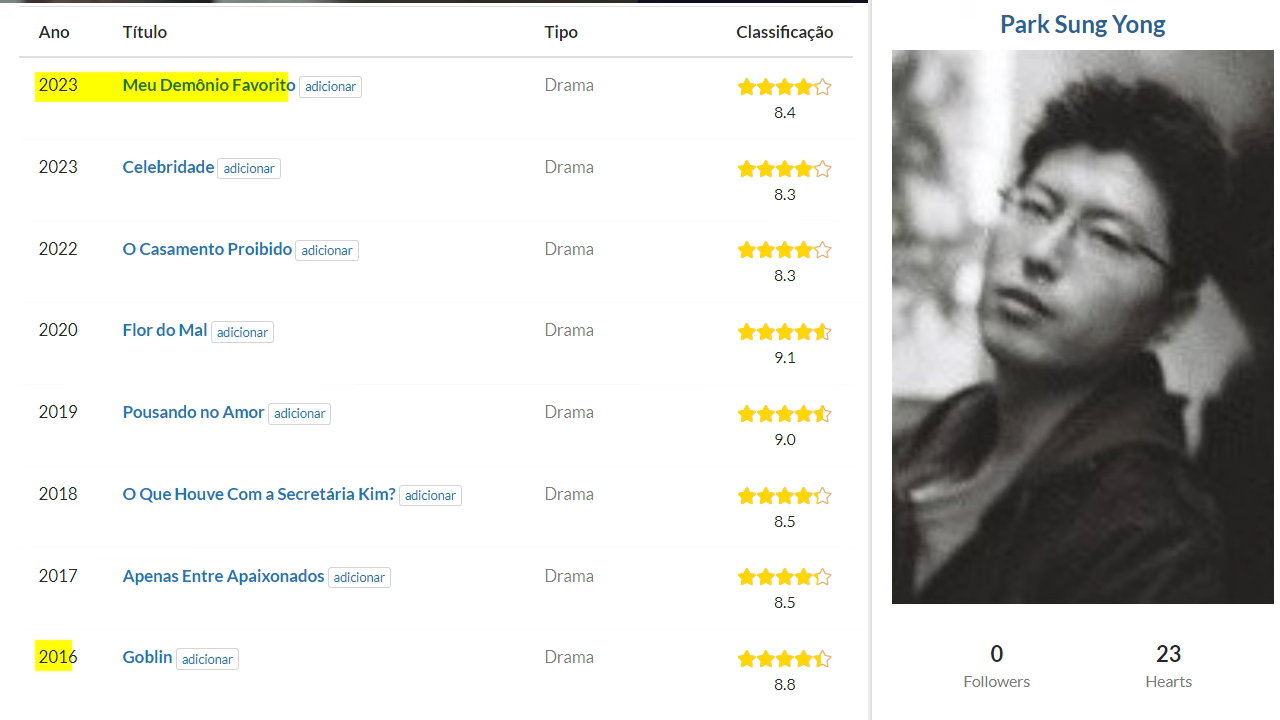 Ano Título Tipo Classificação
2023 Meu Demônio Favorito adicionar Drama
8.4
2023 Celebridade adicionar Drama
8.3
2022 O Casamento Proibido adicionar Drama
8.3
2020 Flor do Mal adicionar Drama
9.1
2019 Pousando no Amor adicionar Drama
9.0
2018 O Que Houve Com a Secretária Kim? adicionar Drama
8.5
2017 Apenas Entre Apaixonados adicionar Drama
8.5
2016 Goblin adicionar Drama
8.8
Park Sung Yong
0 23
Followers Hearts